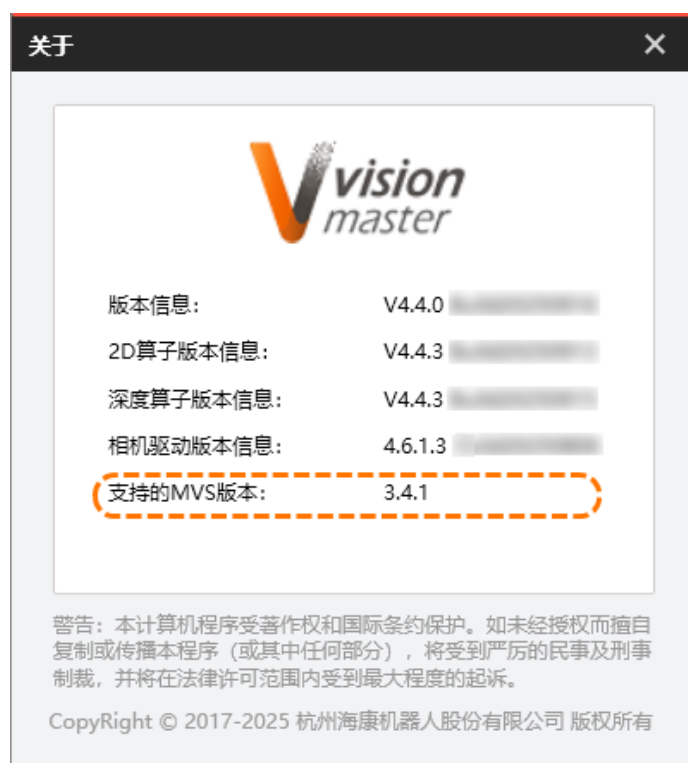 关于
vision
master
版本信息： V4.4.0
2D算子版本信息： V4.4.3
深度算子版本信息： V4.4.3
相机驱动版本信息： 4.6.1.3
支持的MVS版本： 3.4.1
警告：本计算机程序受著作权和国际条约保护。如未经授权而擅自
复制或传播本程序（或其中任何部分），将受到严厉的民事及刑事
制裁，并将在法律许可范围内受到最大程度的起诉。
CopyRight © 2017-2025 杭州海康机器人股份有限公司 版权所有